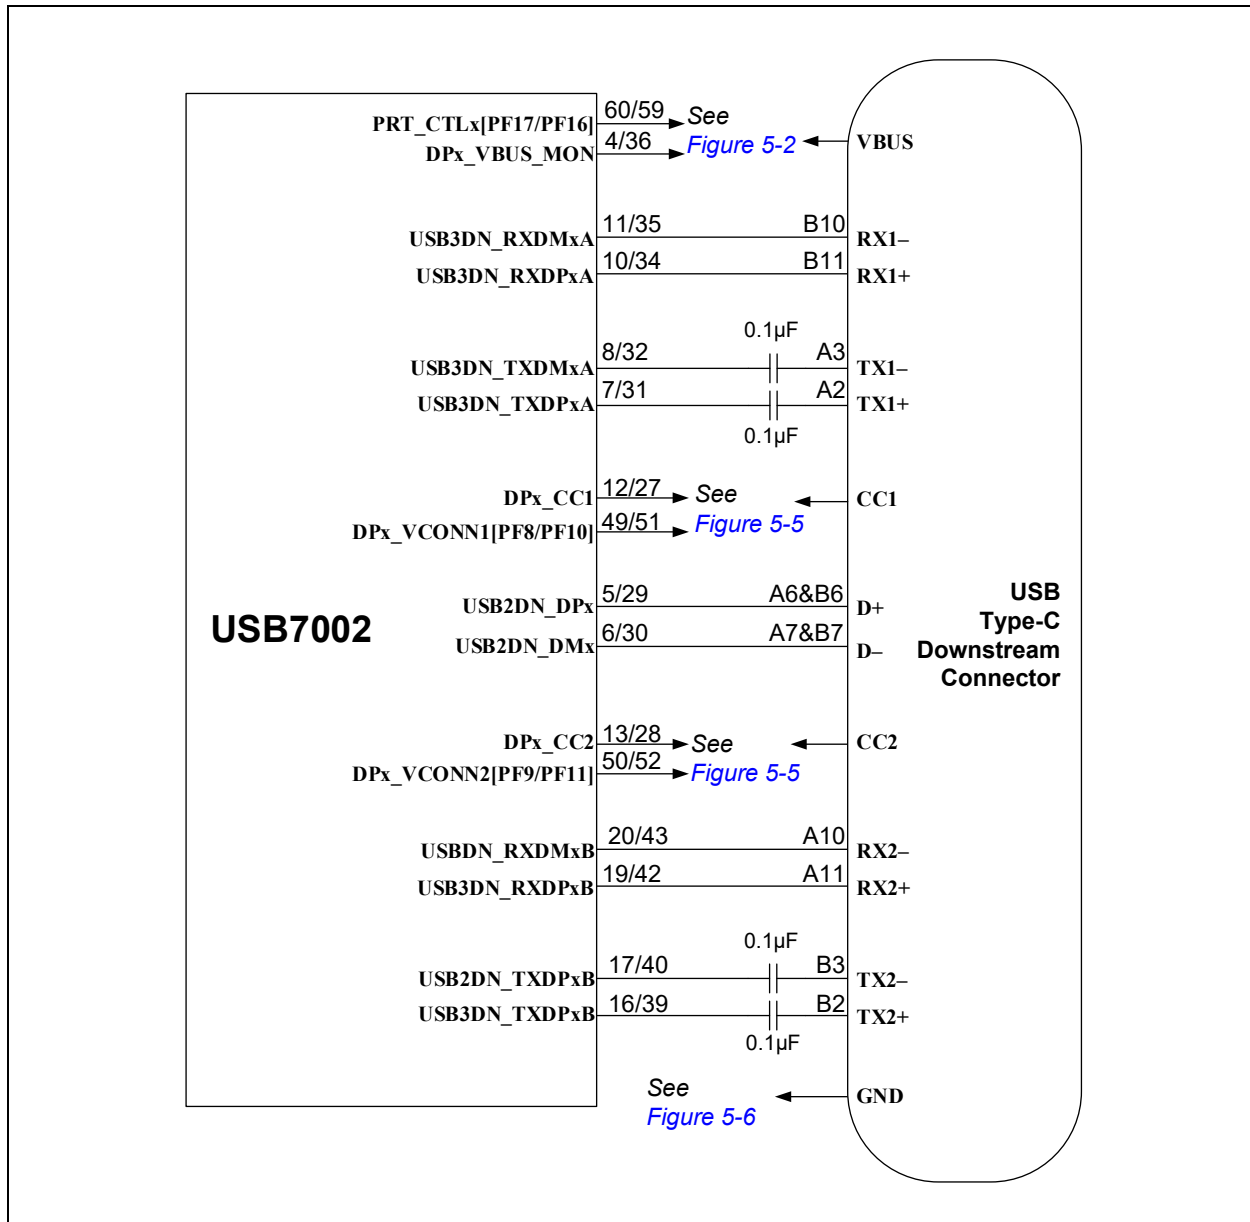 PRT_CTLx[PF17/PF16] 60/59 See
DPx_VBUS_MON 4/36 Figure 5-2 VBUS
USB3DN_RXDMxA 11/35 B10 RX1–
USB3DN_RXDPxA 10/34 B11 RX1+
0.1µF
USB3DN_TXDMxA 8/32 A3 TX1–
USB3DN_TXDPxA 7/31 A2 TX1+
0.1µF
DPx_CC1 12/27 See CC1
DPx_VCONN1[PF8/PF10] 49/51 Figure 5-5
USB2DN_DPx 5/29 A6&B6 D+
USB2DN_DMx 6/30 A7&B7 D–
USB7002
USB
Type-C
Downstream
Connector
DPx_CC2 13/28 See CC2
DPx_VCONN2[PF9/PF11] 50/52 Figure 5-5
USBDN_RXDMxB 20/43 A10 RX2–
USB3DN_RXDPxB 19/42 A11 RX2+
0.1µF
USB2DN_TXDPxB 17/40 B3 TX2–
USB3DN_TXDPxB 16/39 B2 TX2+
0.1µF
See GND
Figure 5-6